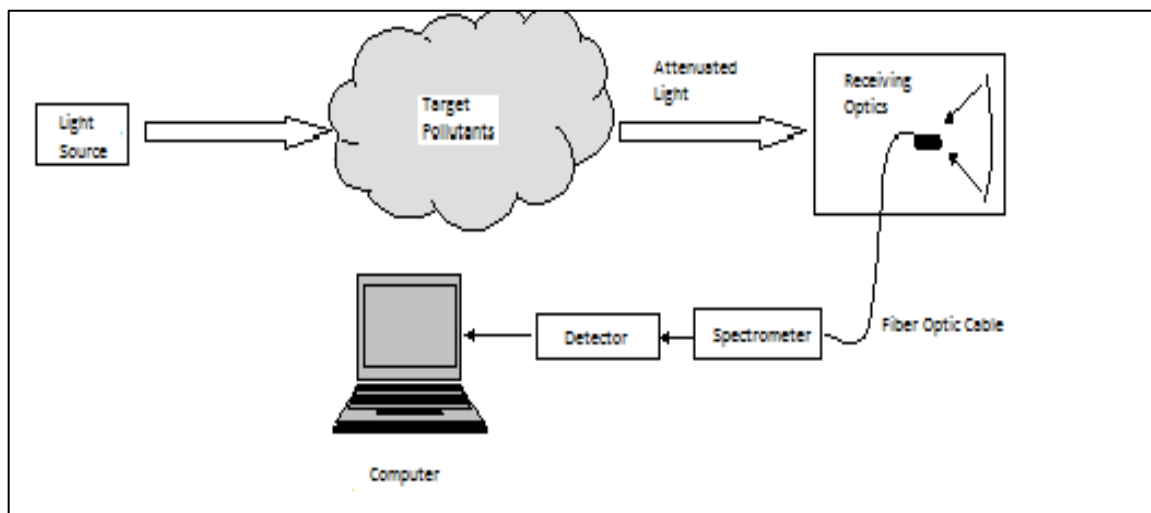 Light
Source
Target
Pollutants
Attenuated
Light
Receiving
Optics
Fiber Optic Cable
Spectrometer
Detector
Computer